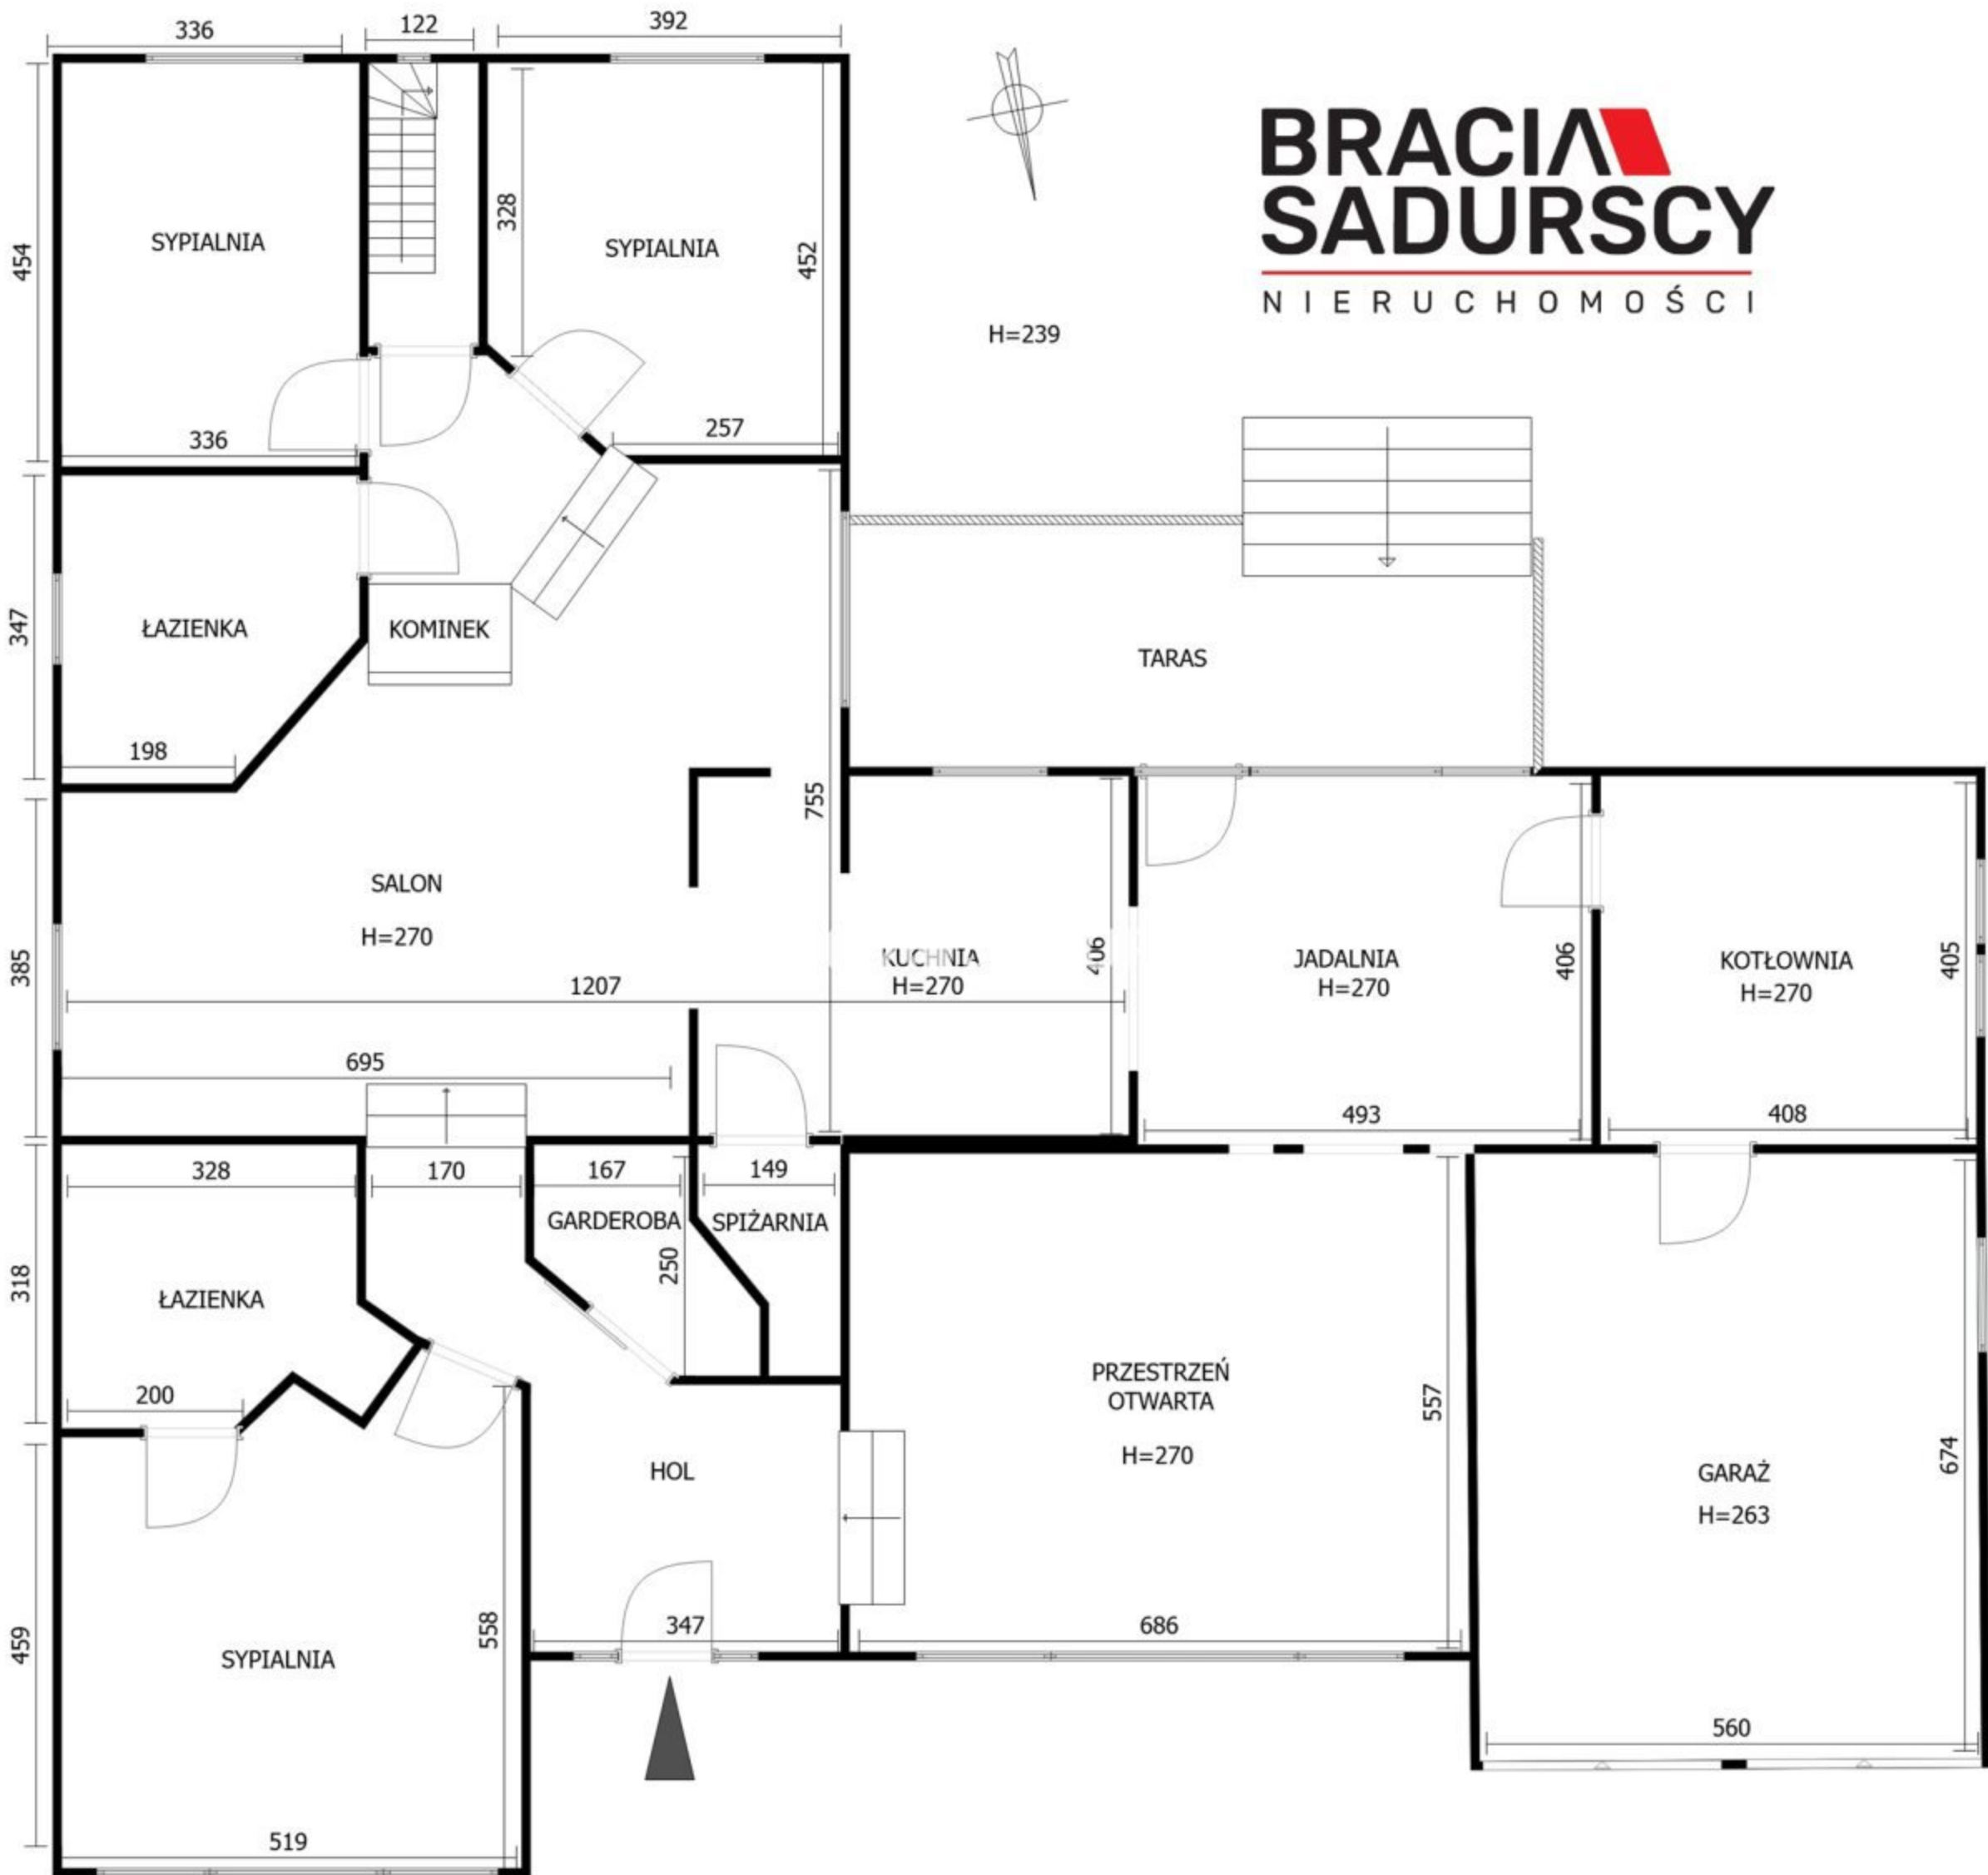 336
122
392
BRACIA
SADURSCY
NIERUCHOMOŚCI
454
SYPIALNIA
328
SYPIALNIA
452
H=239
336
257
347
ŁAZIENKA
KOMINEK
TARAS
198
755
SALON
H=270
385
KUCHNIA
H=270
406
JADALNIA
H=270
406
KOTŁOWNIA
H=270
405
1207
695
493
408
328
170
167
149
GARDEROBA
SPIŻARNIA
250
318
ŁAZIENKA
200
PRZESTRZEŃ
OTWARTA
H=270
557
HOL
GARAŻ
H=263
674
459
SYPIALNIA
558
347
686
560
519